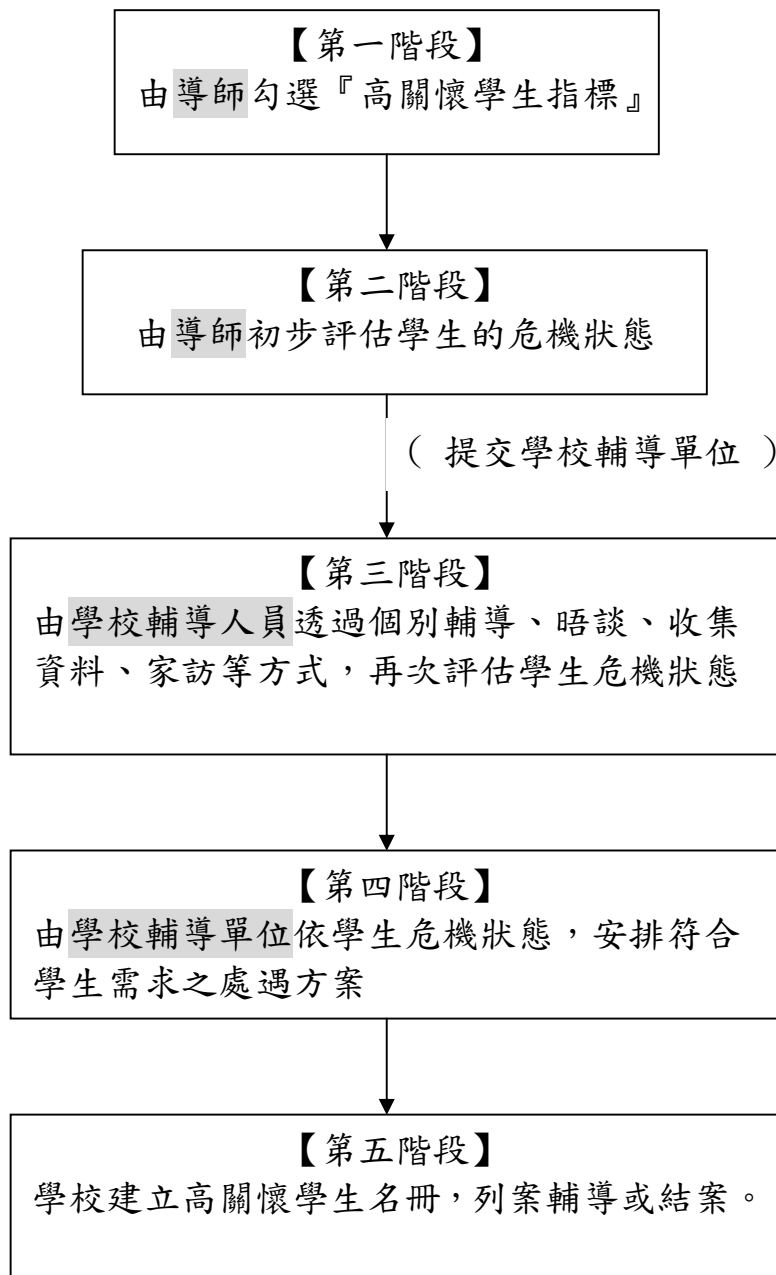 【第一階段】
由導師勾選『高關懷學生指標』
【第二階段】
由導師初步評估學生的危機狀態
（ 提交學校輔導單位 ）
【第三階段】
由學校輔導人員透過個別輔導、晤談、收集
資料、家訪等方式，再次評估學生危機狀態
【第四階段】
由學校輔導單位依學生危機狀態，安排符合
學生需求之處遇方案
【第五階段】
學校建立高關懷學生名冊，列案輔導或結案。